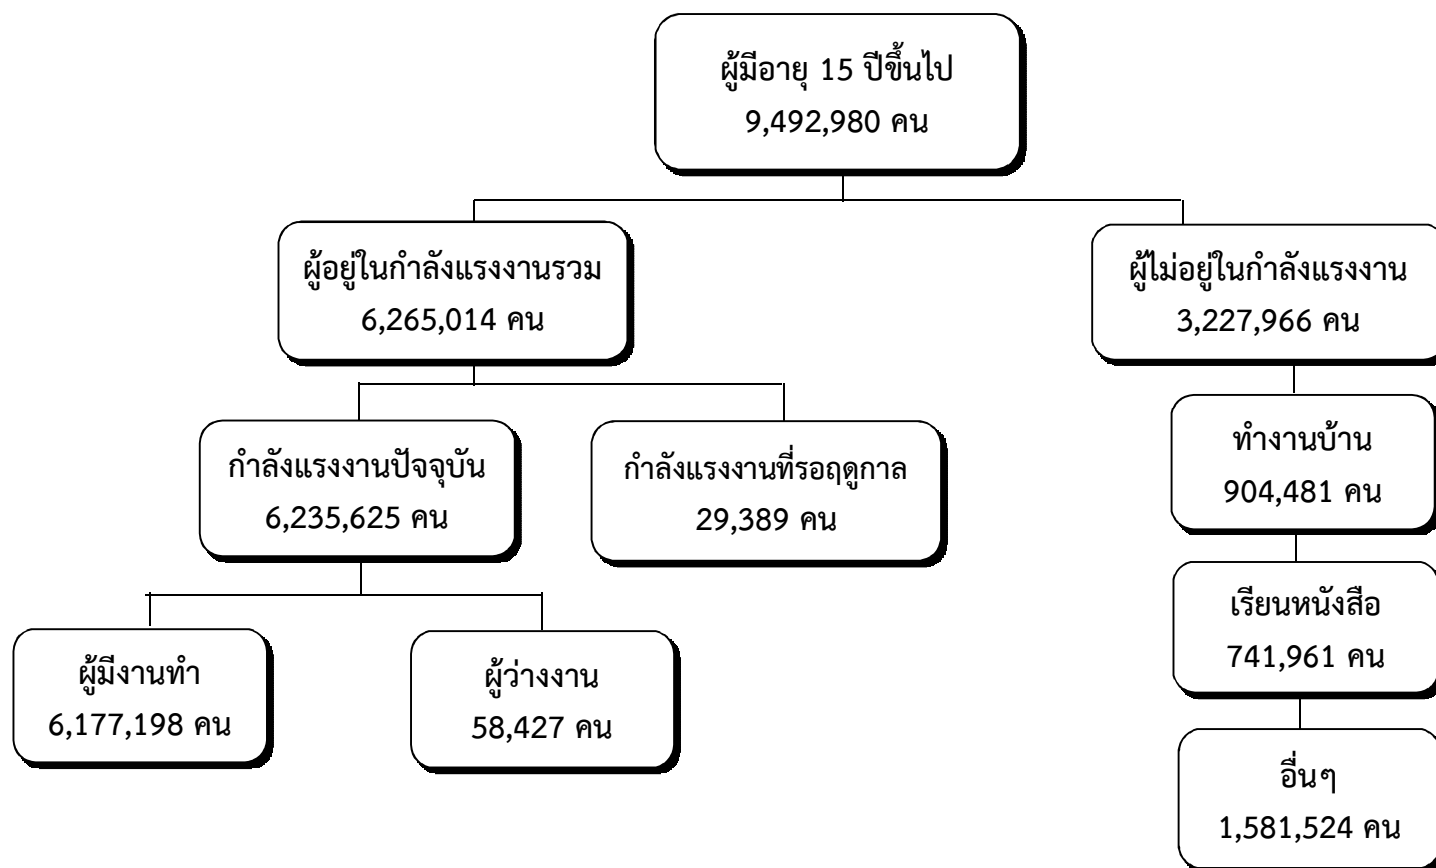 ผู้มีอายุ 15 ปีขึ้นไป
9,492,980 คน
ผู้อยู่ในกำลังแรงงานรวม
6,265,014 คน
ผู้ไม่อยู่ในกำลังแรงงาน
3,227,966 คน
กำลังแรงงานปัจจุบัน
6,235,625 คน
กำลังแรงงานที่รอฤดูกาล
29,389 คน
ทำงานบ้าน
904,481 คน
ผู้มีงานทำ
6,177,198 คน
ผู้ว่างงาน
58,427 คน
เรียนหนังสือ
741,961 คน
อื่นๆ
1,581,524 คน